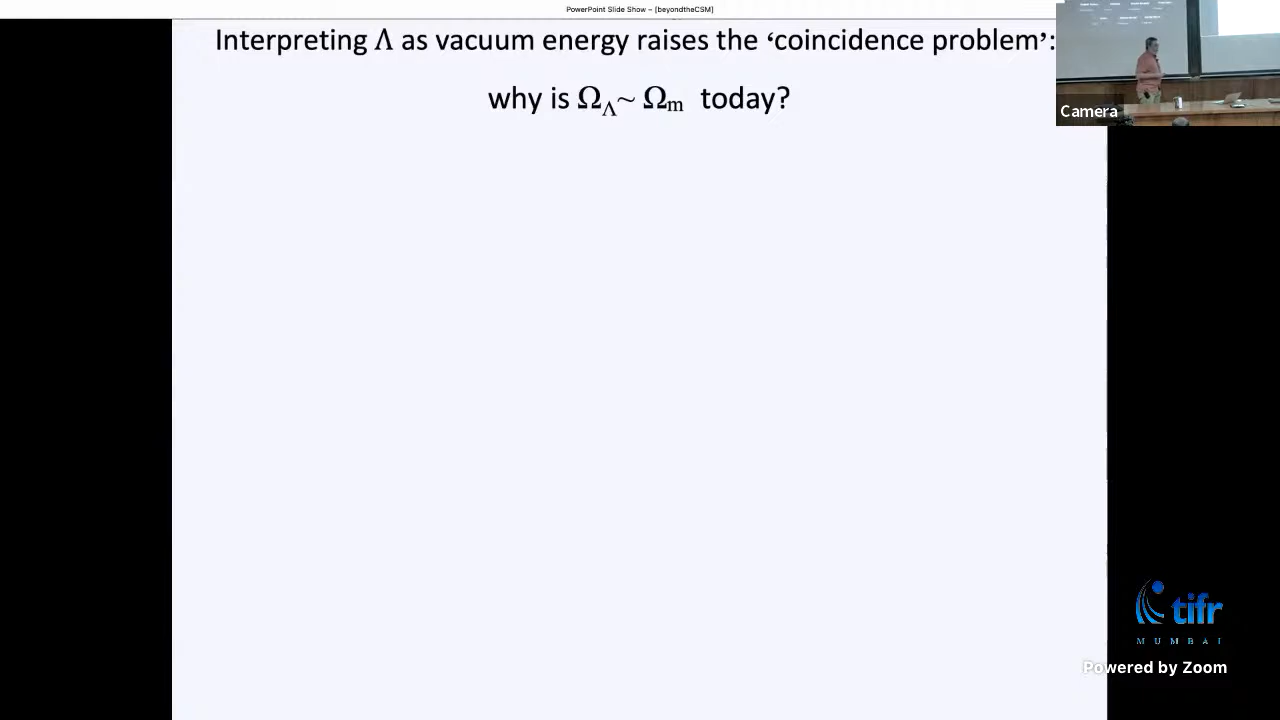 PowerPoint Slide Show – [beyondtheCSM]
Interpreting Λ as vacuum energy raises the ‘coincidence problem’:
why is ΩΛ~ Ωm today?
Camera
tifr
MUMBAI
Powered by Zoom